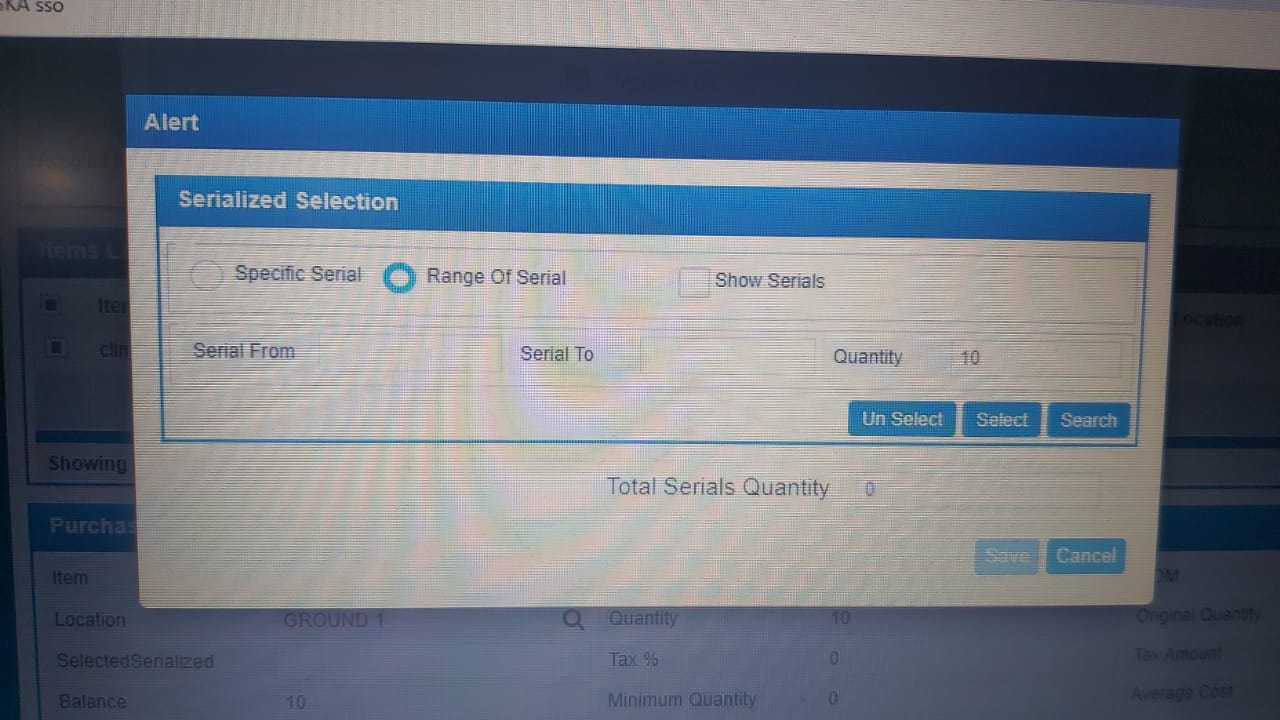 SKA sso
Alert
Serialized Selection
Specific Serial Range Of Serial Show Serials
Serial From Serial To Quantity 10
Un Select Select Search
Total Serials Quantity 0
Save Cancel
Items L
Iter Location
clin
Showing
Purchas
Item OM
Location GROUND 1 Quantity 10 Original Quantity
SelectedSerialized Tax % 0 Tax Amount
Balance 10 Minimum Quantity 0 Average Cost